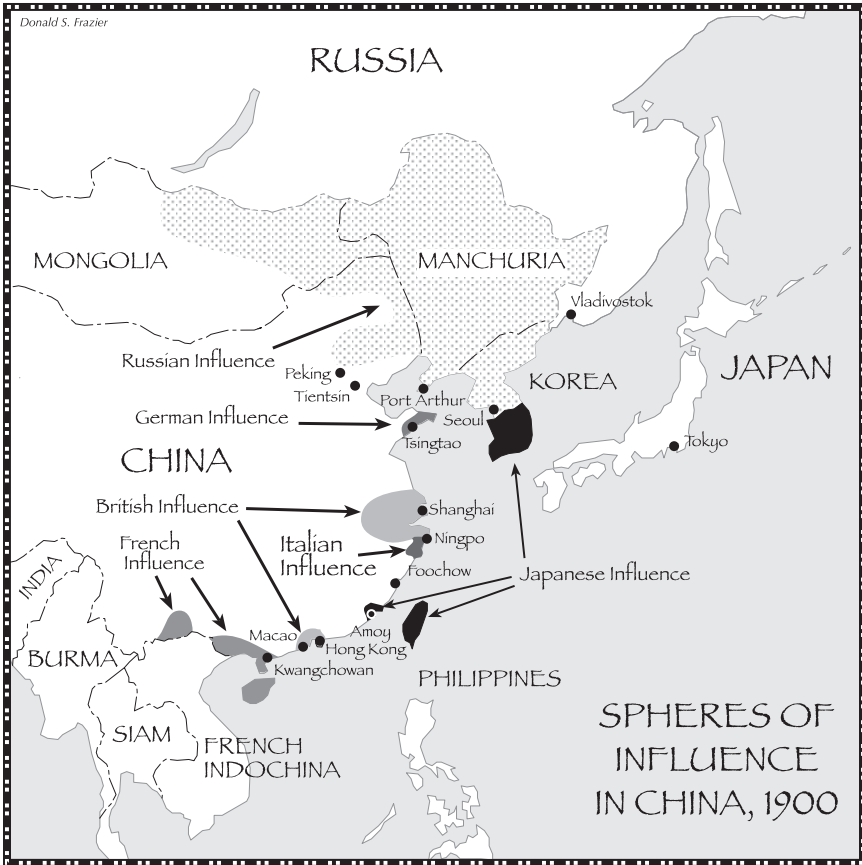 Donald S. Frazier
RUSSIA
MONGOLIA
MANCHURIA
Vladivostok
Russian Influence
Peking
Tientsin
Port Arthur
KOREA
JAPAN
German Influence
Seoul
Tsingtao
Tokyo
CHINA
British Influence
Shanghai
Ningpo
French
Influence
Italian
Influence
Foochow
Japanese Influence
INDIA
Amoy
Macao
Hong Kong
BURMA
Kwangchowan
PHILIPPINES
SIAM
FRENCH
INDOCHINA
SPHERES OF
INFLUENCE
IN CHINA, 1900